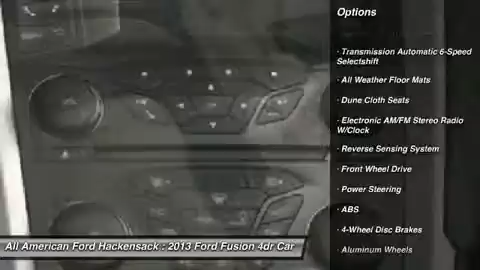 Options
· Transmission Automatic 6-Speed
Selectshift
· All Weather Floor Mats
· Dune Cloth Seats
· Electronic AM/FM Stereo Radio
W/Clock
· Reverse Sensing System
· Front Wheel Drive
· Power Steering
· ABS
· 4-Wheel Disc Brakes
· Aluminum Wheels
All American Ford Hackensack : 2013 Ford Fusion 4dr Car